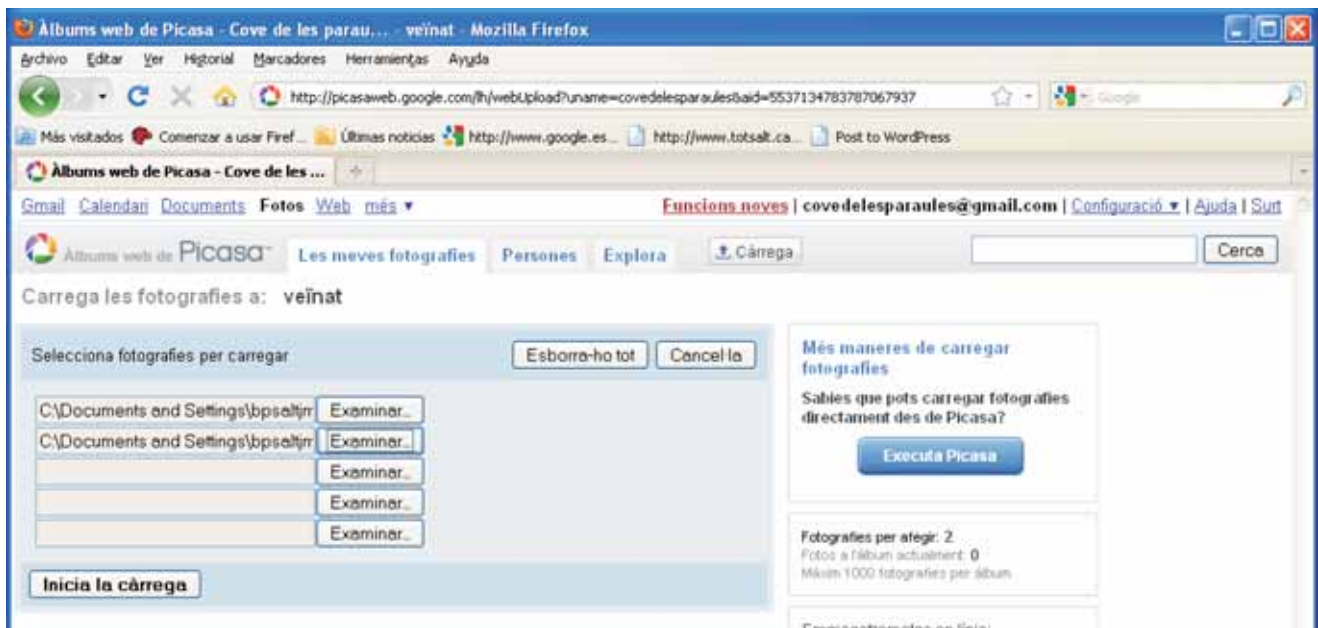 Àlbums web de Picasa - Cove de les parau... - veïnat - Mozilla Firefox
Archivo Editar Ver Historial Marcadores Herramientas Ayuda
http://picasaweb.google.com/lh/webUpload?uname=covedelesparaules&aid=5537134783787067937 Google
Más visitados Comenzar a usar Firef... Últimas noticias http://www.google.es... http://www.totsalt.ca... Post to WordPress
Àlbums web de Picasa - Cove de les ...
Gmail Calendari Documents Fotos Web més ▼ Funcions noves | covedelesparaules@gmail.com | Configuració ▼ | Ajuda | Surt
Àlbums web de Picasa™ Les meves fotografies Persones Explora Càrrega Cerca
Carrega les fotografies a: veïnat
Selecciona fotografies per carregar Esborra-ho tot Cancel·la
C:\Documents and Settings\bpsaltjm Examinar...
C:\Documents and Settings\bpsaltjm Examinar...
Examinar...
Examinar...
Examinar...
Inicia la càrrega
Més maneres de carregar
fotografies
Sabies que pots carregar fotografies
directament des de Picasa?
Executa Picasa
Fotografies per afegir: 2
Fotos a l'àlbum actualment: 0
Màxim 1000 fotografies per àlbum